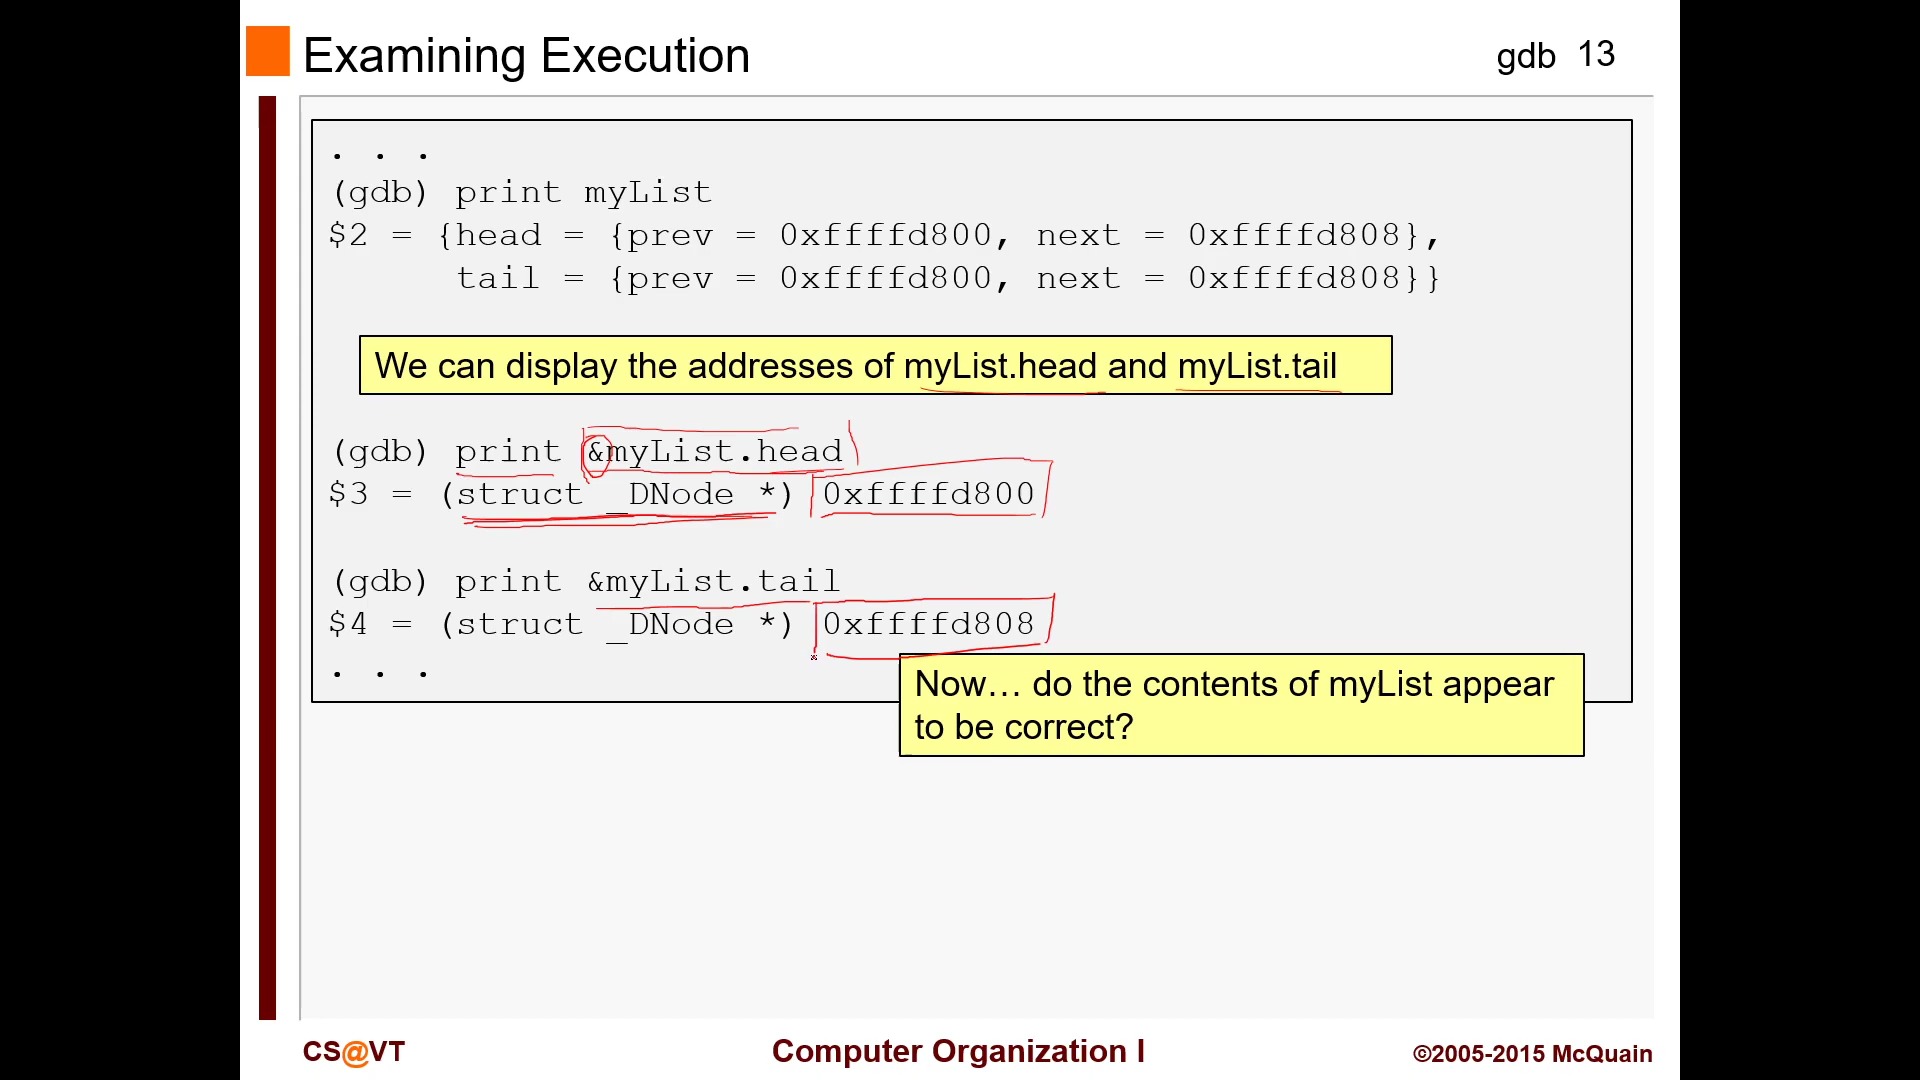 Examining Execution
gdb 13
. . .
(gdb) print myList
$2 = {head = {prev = 0xffffd800, next = 0xffffd808},
tail = {prev = 0xffffd800, next = 0xffffd808}}
We can display the addresses of myList.head and myList.tail
(gdb) print &myList.head
$3 = (struct _DNode *) 0xffffd800
(gdb) print &myList.tail
$4 = (struct _DNode *) 0xffffd808
. . .
Now… do the contents of myList appear
to be correct?
CS@VT
Computer Organization I
©2005-2015 McQuain